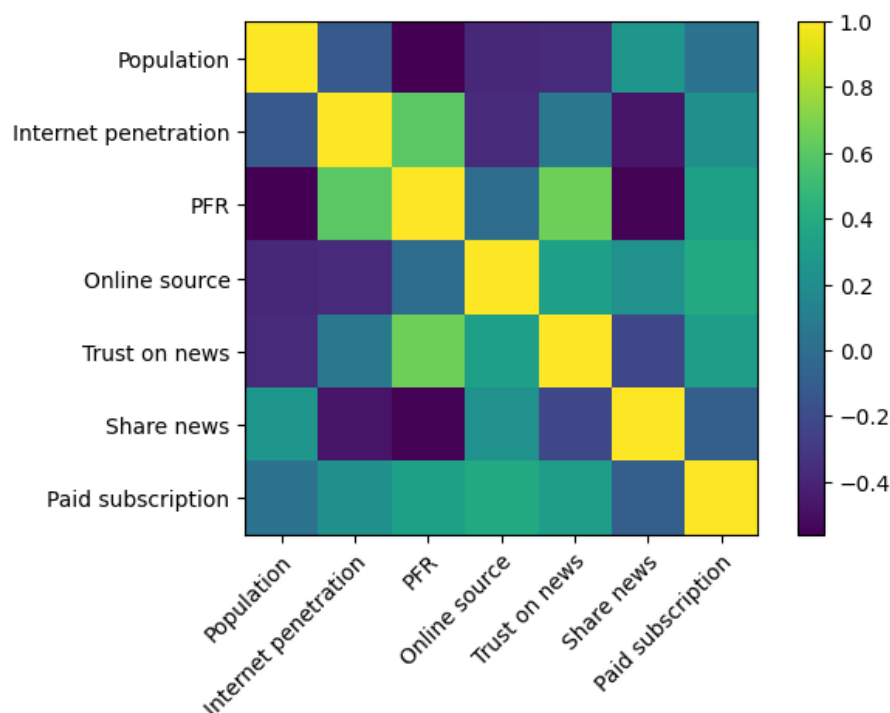 Population
Internet penetration
PFR
Online source
Trust on news
Share news
Paid subscription
Population
Internet penetration
PFR
Online source
Trust on news
Share news
Paid subscription
1.0
0.8
0.6
0.4
0.2
0.0
−0.2
−0.4